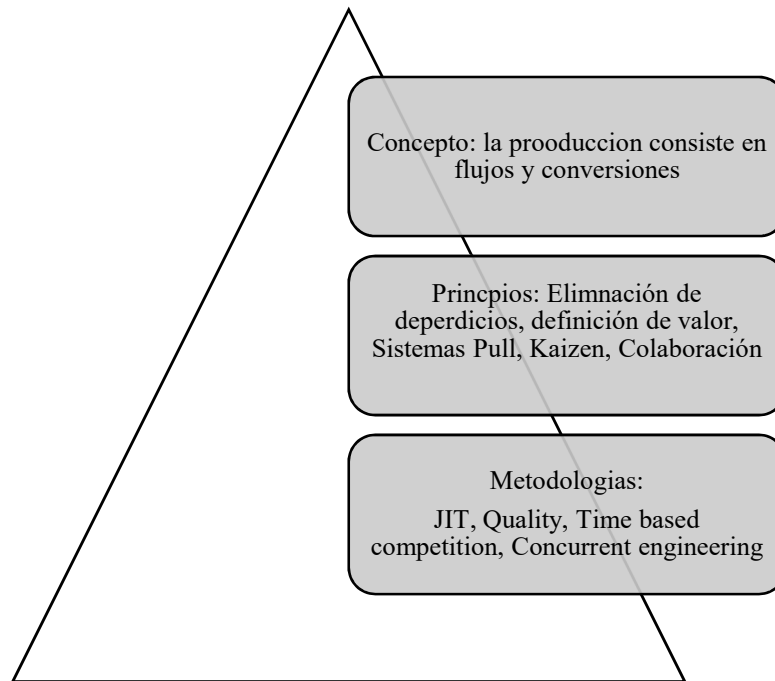 Concepto: la prooduccion consiste en
flujos y conversiones
Princpios: Elimnación de
deperdicios, definición de valor,
Sistemas Pull, Kaizen, Colaboración
Metodologias:
JIT, Quality, Time based
competition, Concurrent engineering